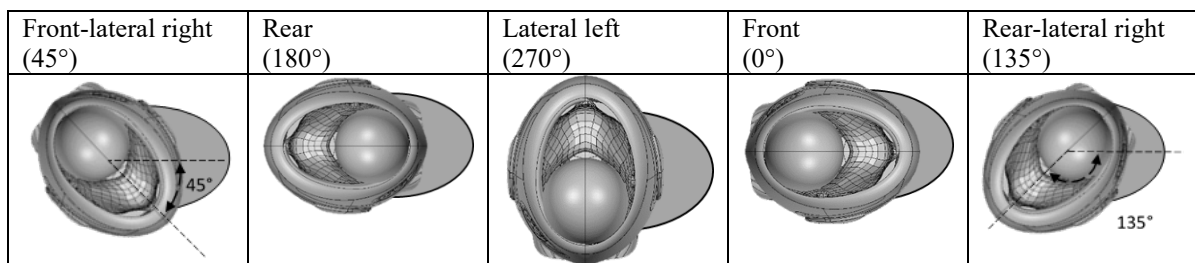 Front-lateral right
(45°)
Rear
(180°)
Lateral left
(270°)
Front
(0°)
Rear-lateral right
(135°)
45°
135°